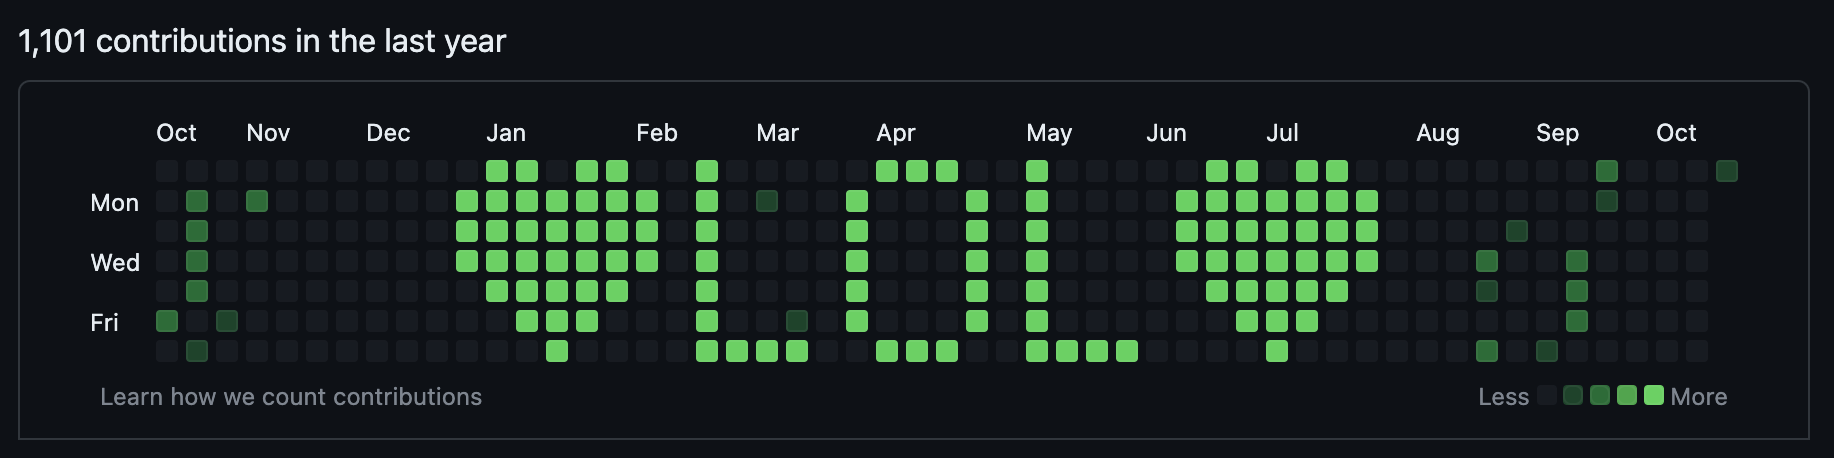 1,101 contributions in the last year
Oct Nov Dec Jan Feb Mar Apr May Jun Jul Aug Sep Oct
Mon
Wed
Fri
LOL
Learn how we count contributions
Less More